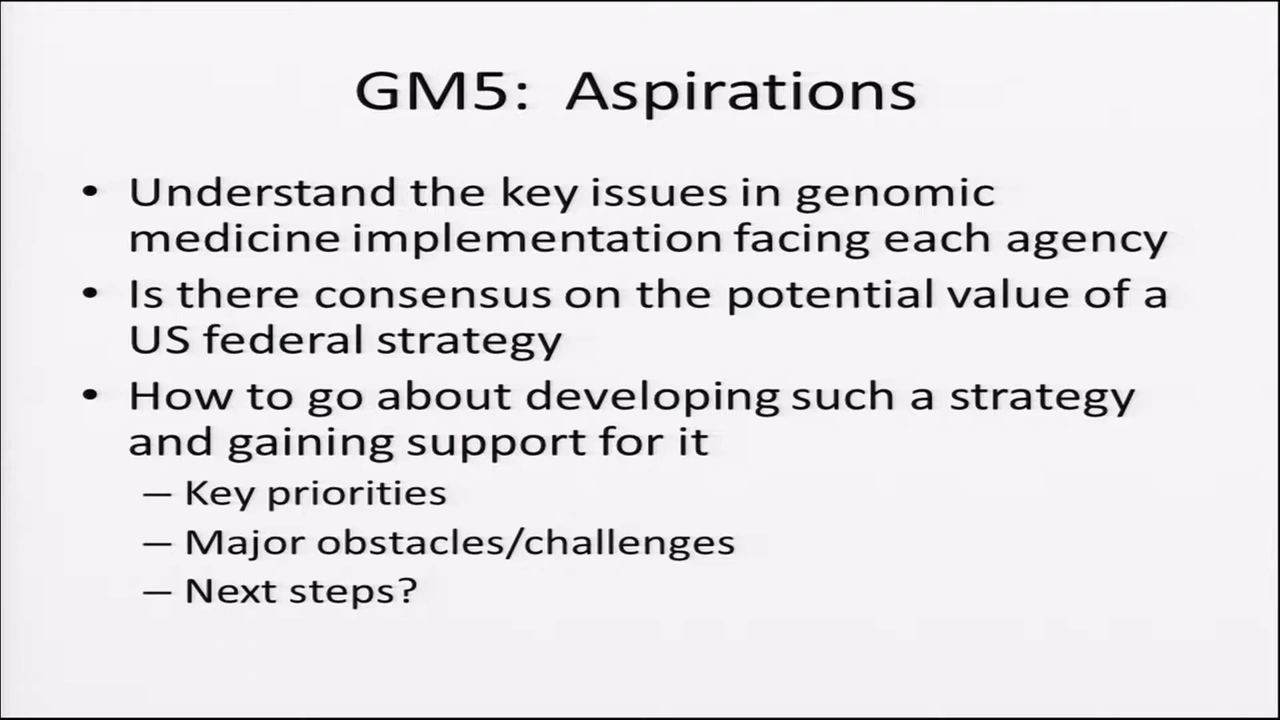 GM5: Aspirations
• Understand the key issues in genomic
medicine implementation facing each agency
• Is there consensus on the potential value of a
US federal strategy
• How to go about developing such a strategy
and gaining support for it
– Key priorities
– Major obstacles/challenges
– Next steps?